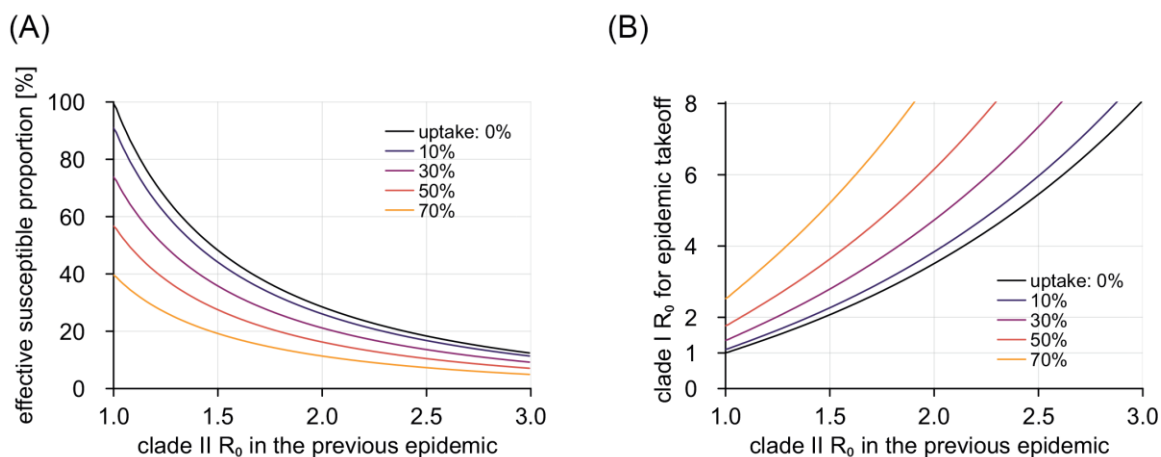 (A)
effective susceptible proportion [%]
100
80
60
40
20
0
uptake: 0%
10%
30%
50%
70%
1.0 1.5 2.0 2.5 3.0
clade II R₀ in the previous epidemic
(B)
clade I R₀ for epidemic takeoff
8
6
4
2
1
0
uptake: 0%
10%
30%
50%
70%
1.0 1.5 2.0 2.5 3.0
clade II R₀ in the previous epidemic